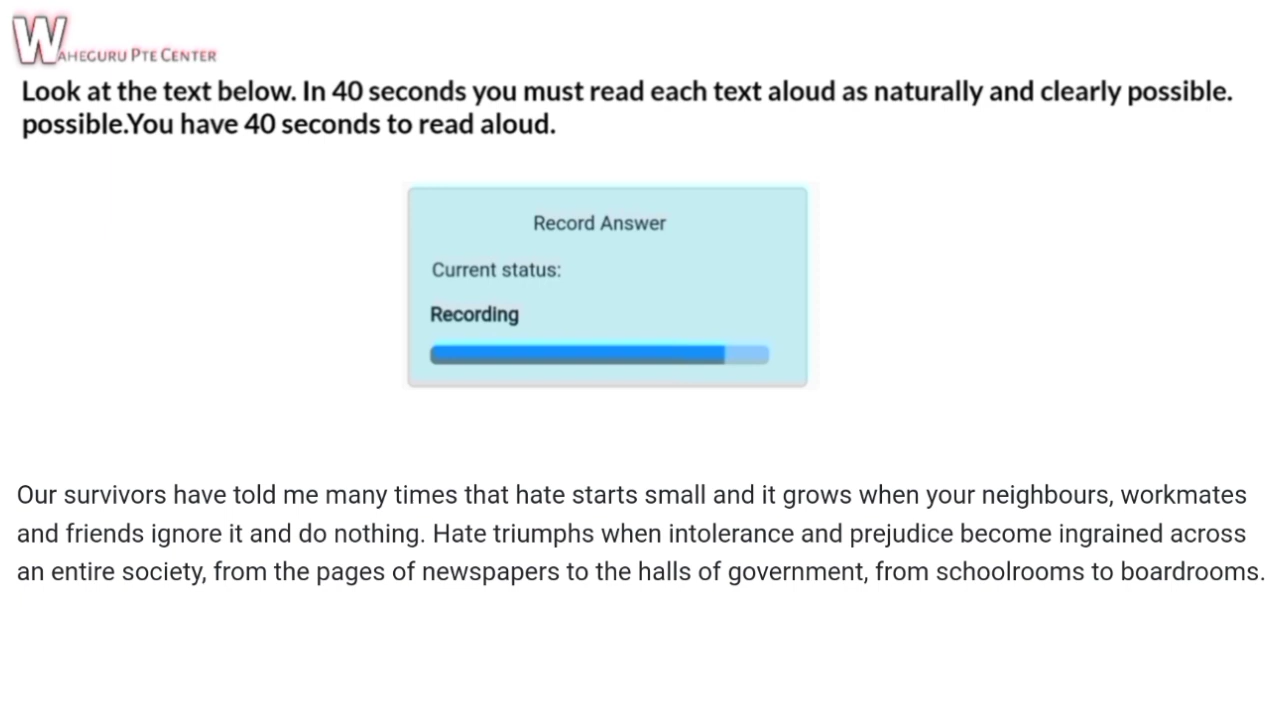 WAHEGURU PTE CENTER
Look at the text below. In 40 seconds you must read each text aloud as naturally and clearly possible.
possible.You have 40 seconds to read aloud.
Record Answer
Current status:
Recording
Our survivors have told me many times that hate starts small and it grows when your neighbours, workmates
and friends ignore it and do nothing. Hate triumphs when intolerance and prejudice become ingrained across
an entire society, from the pages of newspapers to the halls of government, from schoolrooms to boardrooms.